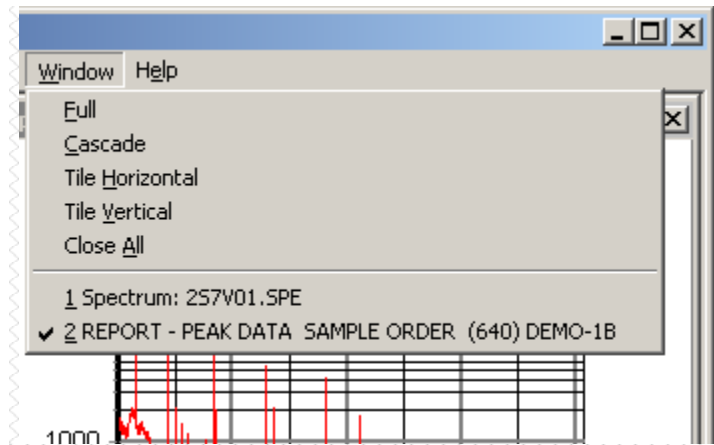 Window Help
Full
Cascade
Tile Horizontal
Tile Vertical
Close All
1 Spectrum: 2S7V01.SPE
2 REPORT - PEAK DATA  SAMPLE ORDER  (640) DEMO-1B
1000